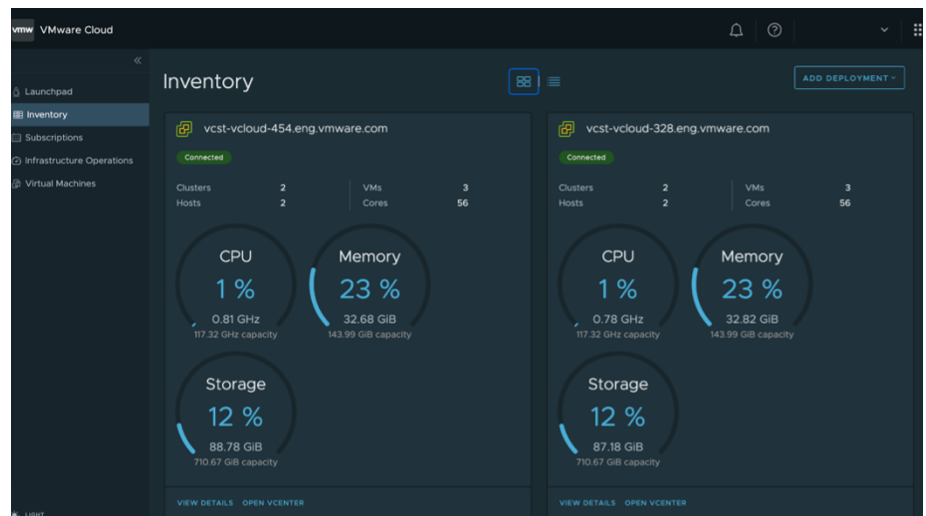 vmw VMware Cloud
«
Launchpad
Inventory
Subscriptions
Infrastructure Operations
Virtual Machines
LIGHT
Inventory
ADD DEPLOYMENT
vcst-vcloud-454.eng.vmware.com
Connected
Clusters 2 VMs 3
Hosts 2 Cores 56
CPU
1 %
0.81 GHz
117.32 GHz capacity
Memory
23 %
32.68 GiB
143.99 GiB capacity
Storage
12 %
88.78 GiB
710.67 GiB capacity
VIEW DETAILS OPEN VCENTER
vcst-vcloud-328.eng.vmware.com
Connected
Clusters 2 VMs 3
Hosts 2 Cores 56
CPU
1 %
0.78 GHz
117.32 GHz capacity
Memory
23 %
32.82 GiB
143.99 GiB capacity
Storage
12 %
87.18 GiB
710.67 GiB capacity
VIEW DETAILS OPEN VCENTER